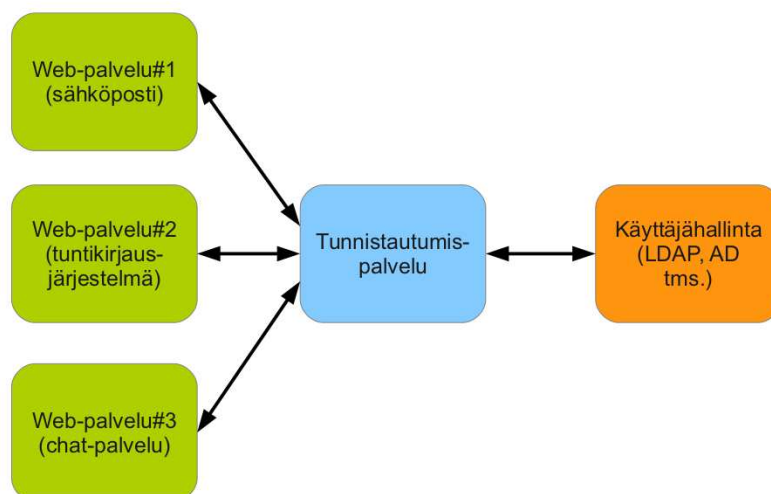 Web-palvelu#1
(sähköposti)
Web-palvelu#2
(tuntikirjaus-
järjestelmä)
Tunnistautumis-
palvelu
Käyttäjähallinta
(LDAP, AD
tms.)
Web-palvelu#3
(chat-palvelu)